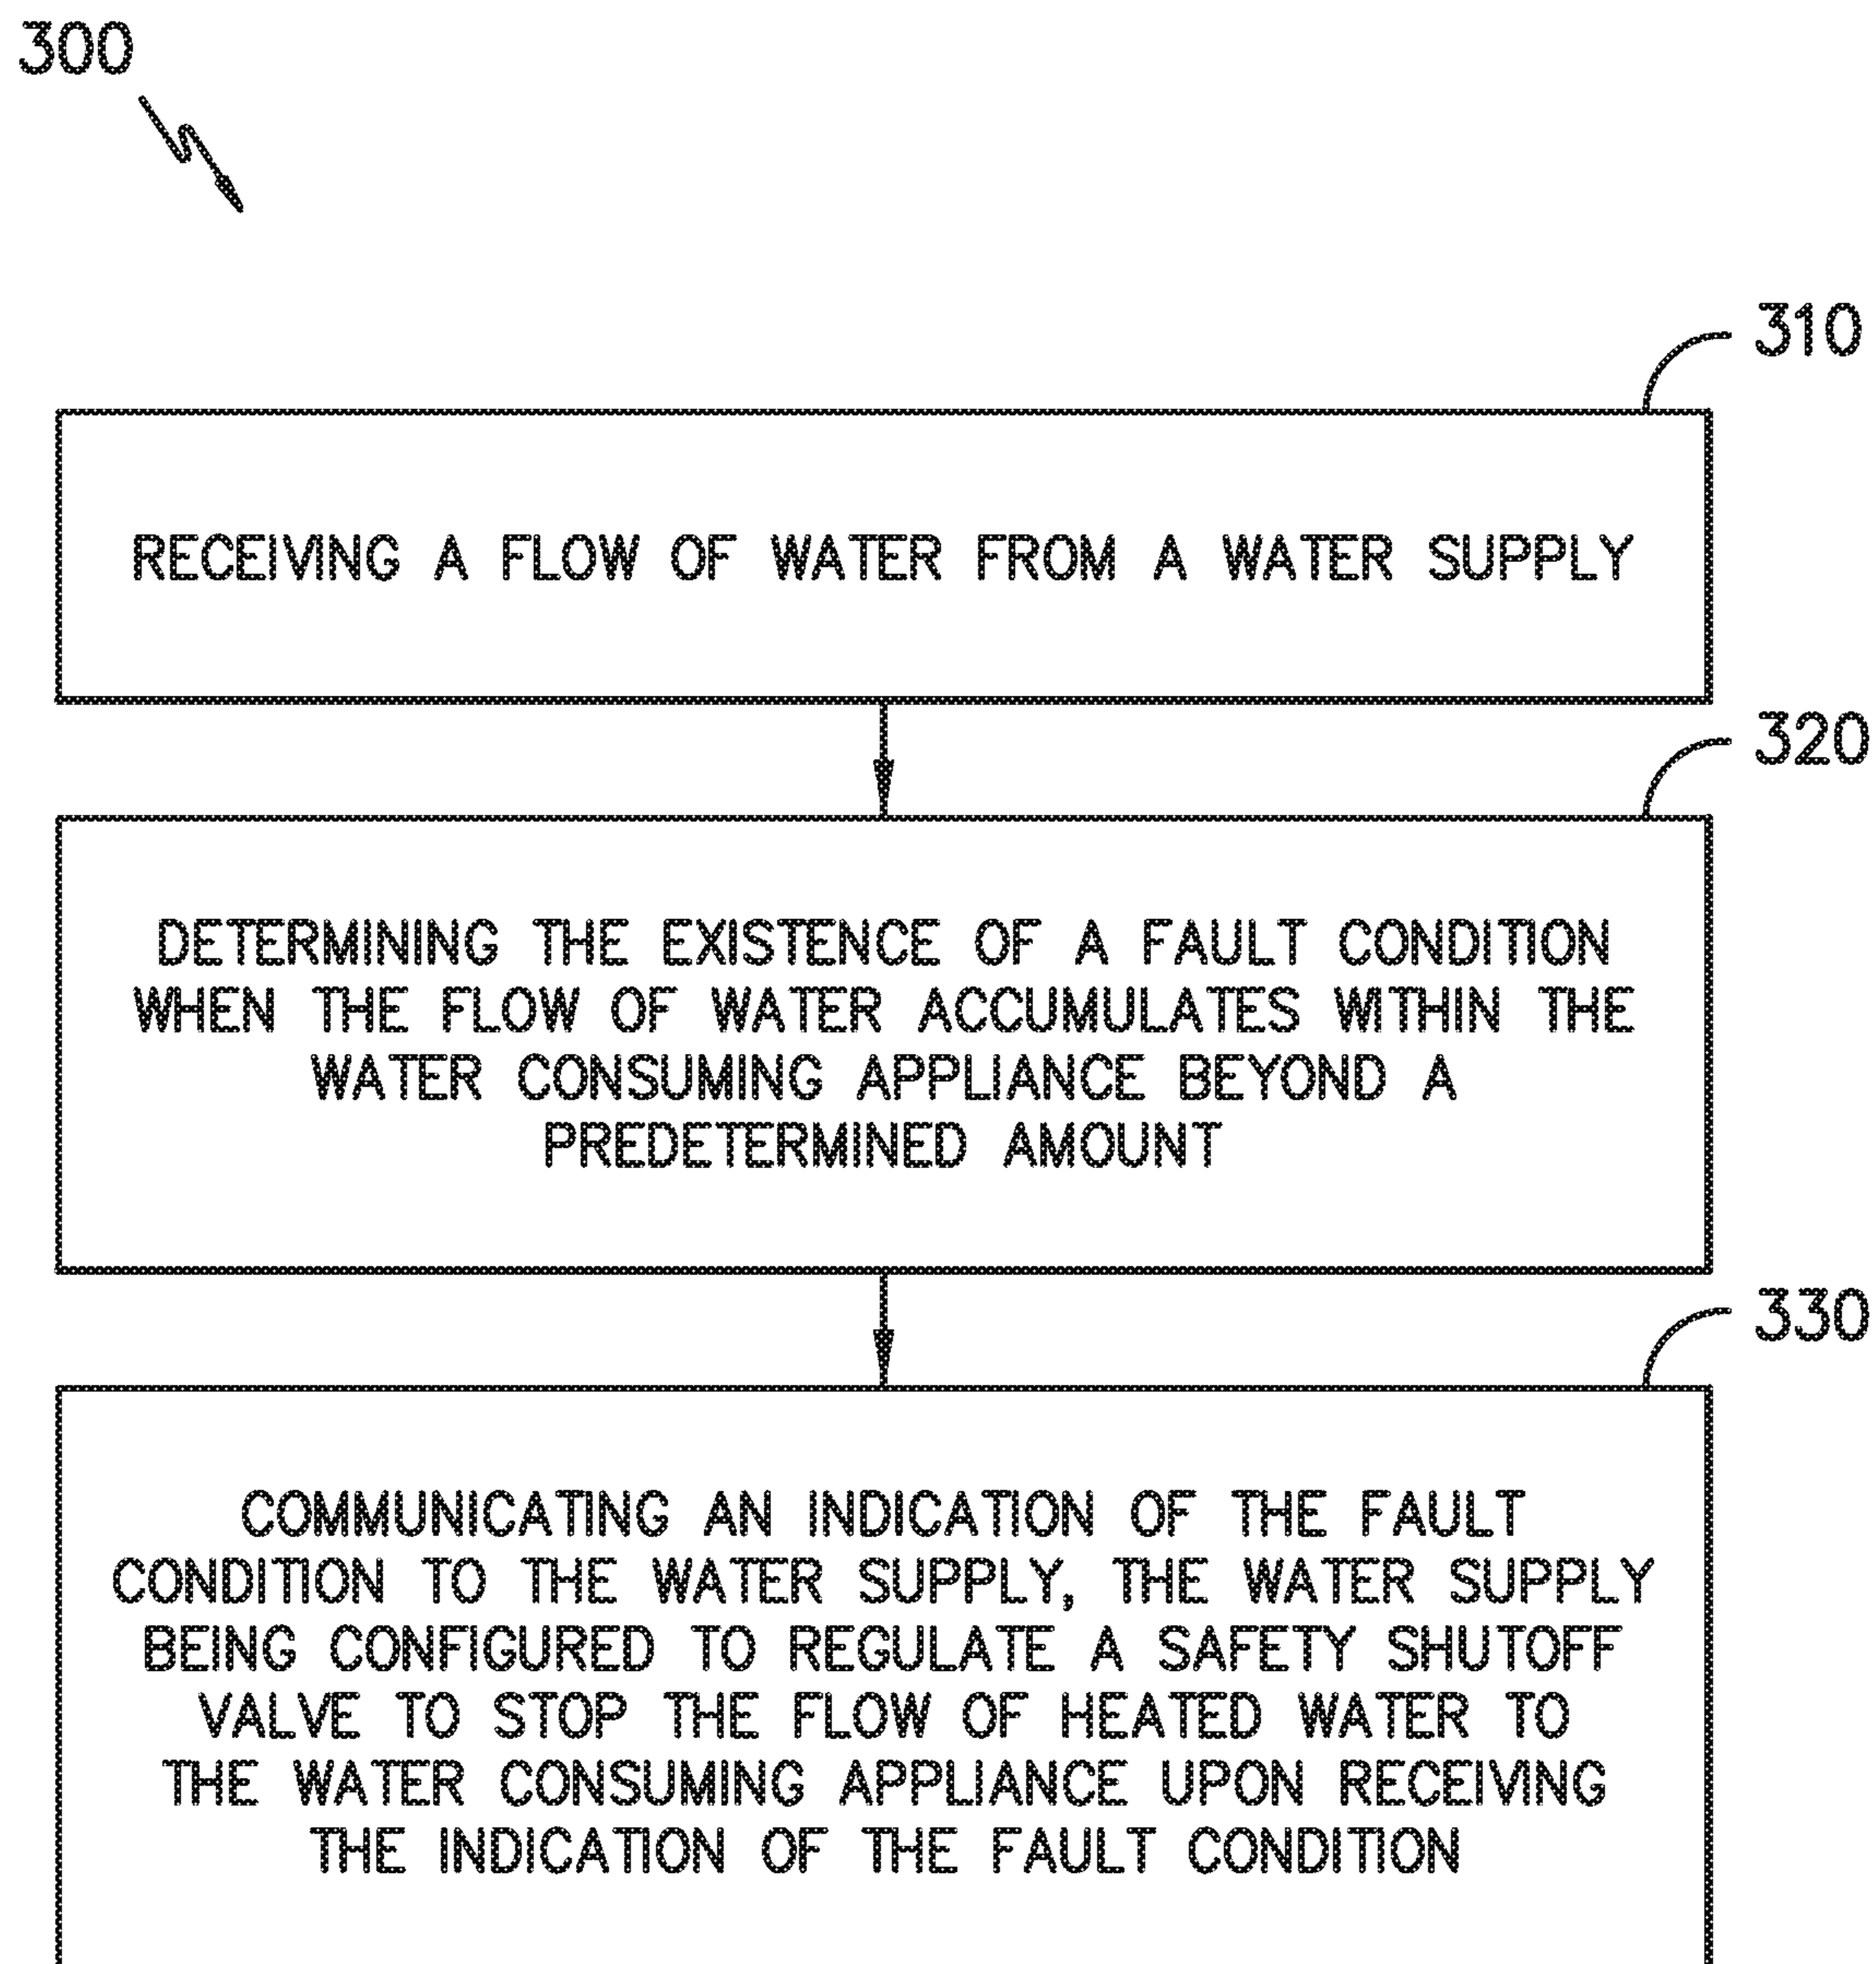 300
310
RECEIVING A FLOW OF WATER FROM A WATER SUPPLY
320
DETERMINING THE EXISTENCE OF A FAULT CONDITION
WHEN THE FLOW OF WATER ACCUMULATES WITHIN THE
WATER CONSUMING APPLIANCE BEYOND A
PREDETERMINED AMOUNT
330
COMMUNICATING AN INDICATION OF THE FAULT
CONDITION TO THE WATER SUPPLY, THE WATER SUPPLY
BEING CONFIGURED TO REGULATE A SAFETY SHUTOFF
VALVE TO STOP THE FLOW OF HEATED WATER TO
THE WATER CONSUMING APPLIANCE UPON RECEIVING
THE INDICATION OF THE FAULT CONDITION